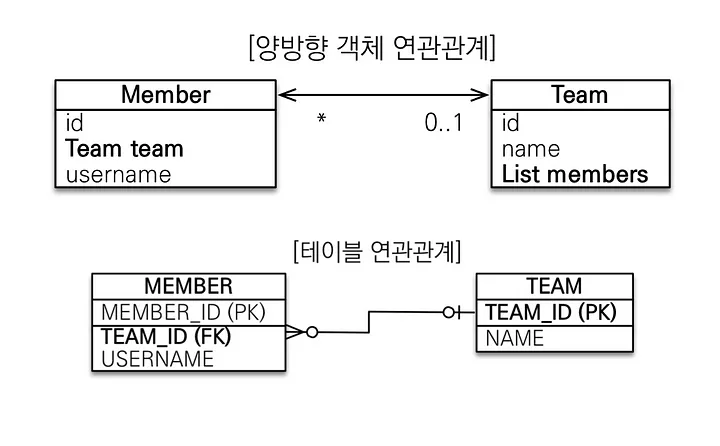 [양방향 객체 연관관계]
Member
Team
id
Team team
username
* 0..1
id
name
List members
[테이블 연관관계]
MEMBER
MEMBER_ID (PK)
TEAM_ID (FK)
USERNAME
TEAM
TEAM_ID (PK)
NAME